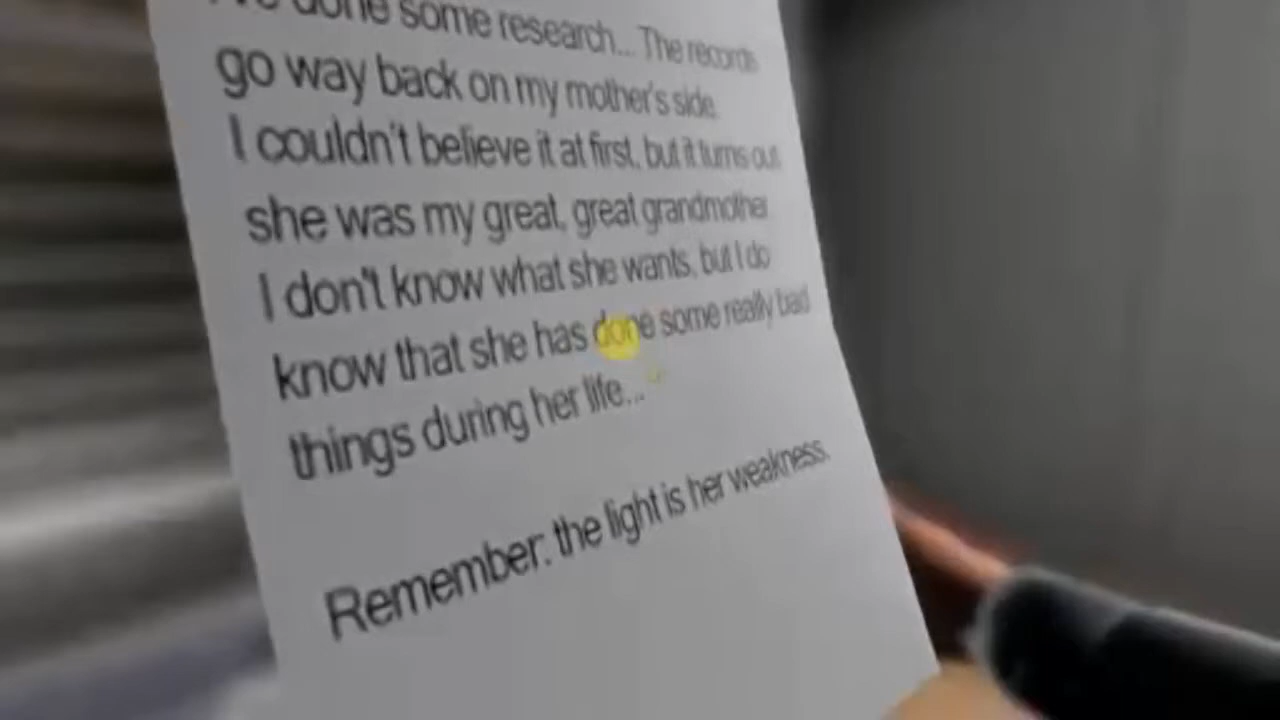 I've done some research... The records
go way back on my mother's side.
I couldn't believe it at first, but it turns out
she was my great, great grandmother.
I don't know what she wants, but I do
know that she has done some really bad
things during her life...
Remember: the light is her weakness.